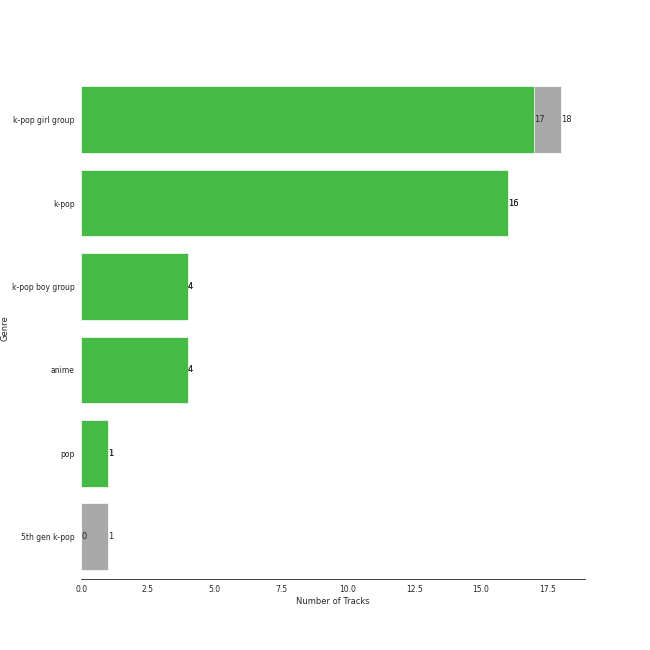 k-pop girl group 17 18
k-pop 16
k-pop boy group 4
anime 4
pop 1
5th gen k-pop 0 1
Genre
0.0 2.5 5.0 7.5 10.0 12.5 15.0 17.5
Number of Tracks